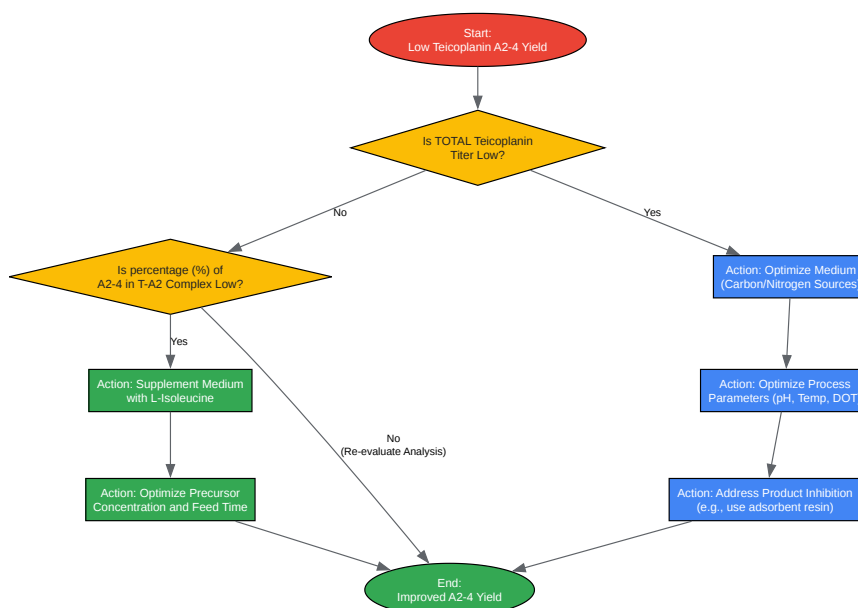 Start:
Low Teicoplanin A2-4 Yield
Is TOTAL Teicoplanin
Titer Low?
No
Yes
Is percentage (%) of
A2-4 in T-A2 Complex Low?
Action: Optimize Medium
(Carbon/Nitrogen Sources)
Yes
Action: Supplement Medium
with L-Isoleucine
Action: Optimize Process
Parameters (pH, Temp, DOT
No
(Re-evaluate Analysis)
Action: Optimize Precursor
Concentration and Feed Time
Action: Address Product Inhibition
(e.g., use adsorbent resin)
End:
Improved A2-4 Yield